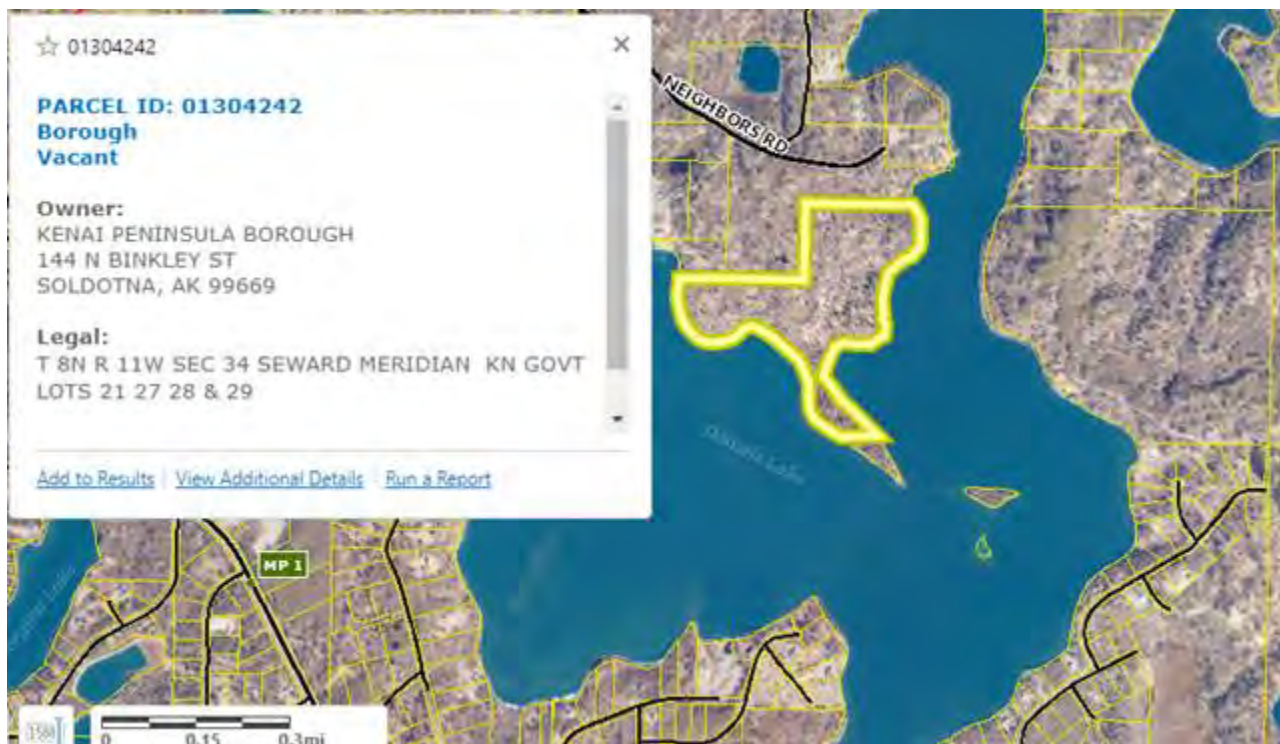 01304242
PARCEL ID: 01304242
Borough
Vacant
Owner:
KENAI PENINSULA BOROUGH
144 N BINKLEY ST
SOLDOTNA, AK 99669
Legal:
T 8N R 11W SEC 34 SEWARD MERIDIAN KN GOVT
LOTS 21 27 28 & 29
Add to Results
View Additional Details
Run a Report
NEIGHBORS RD
Lake
MP 1
0 0.15 0.3mi